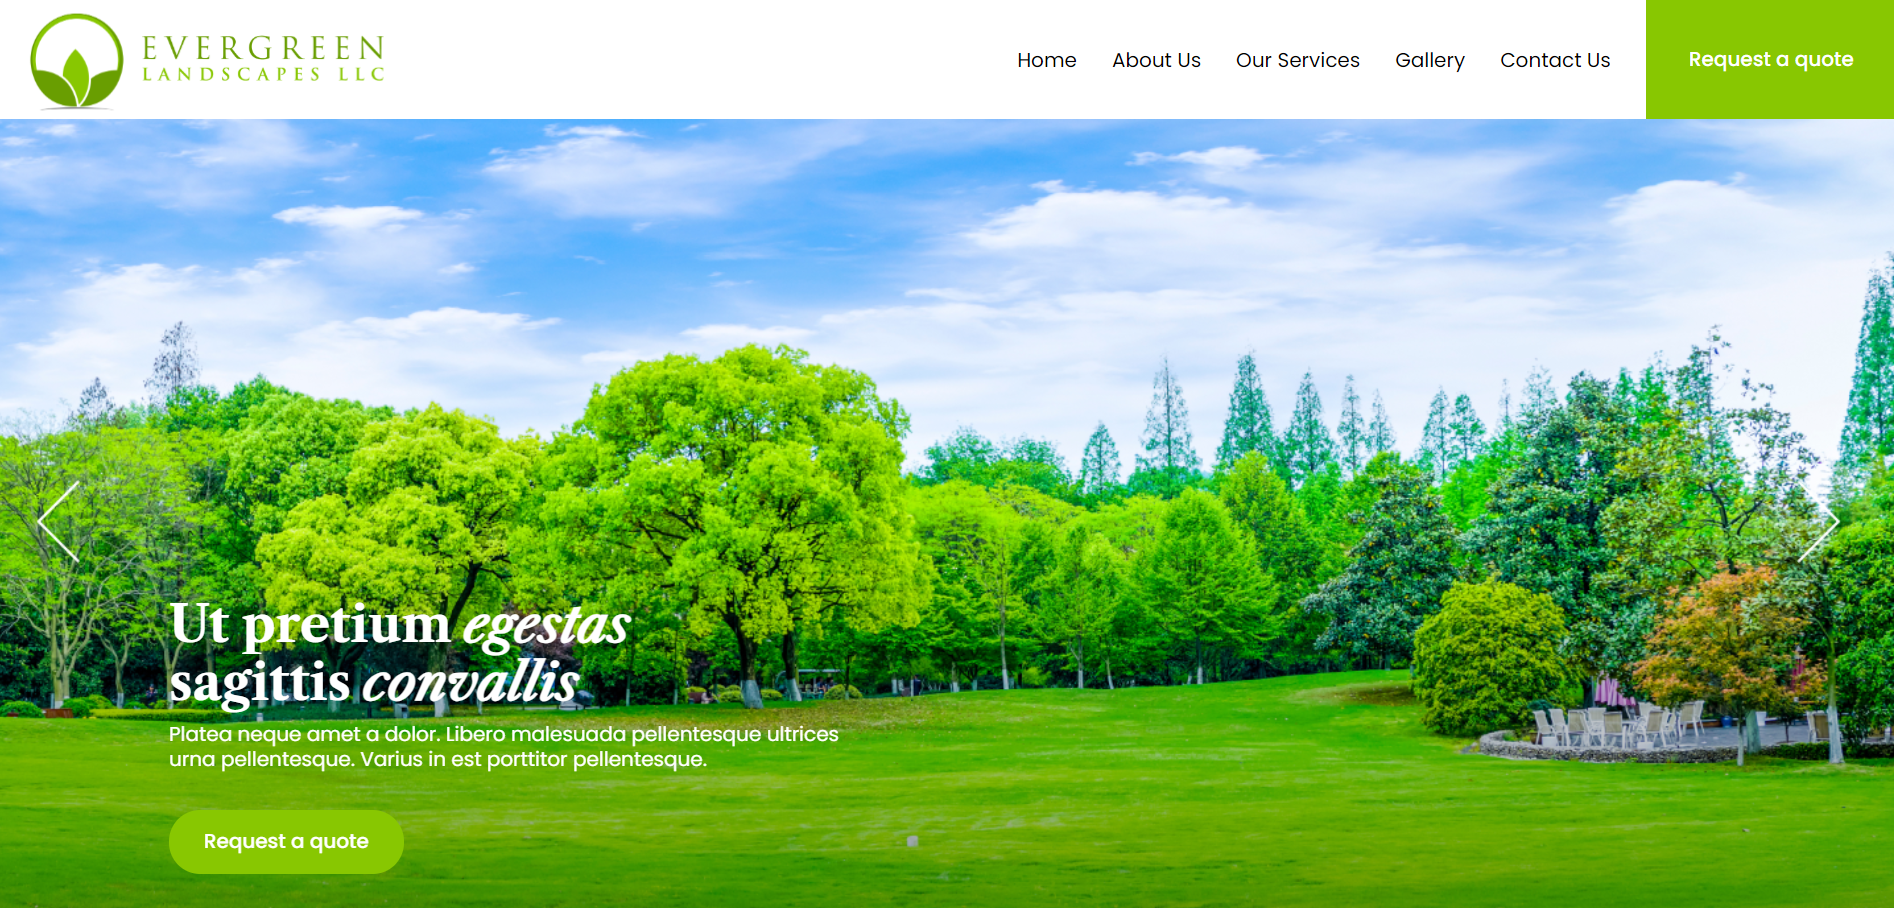 EVERGREEN
LANDSCAPES LLC
Home About Us Our Services Gallery Contact Us Request a quote
Ut pretium egestas
sagittis convallis
Platea neque amet a dolor. Libero malesuada pellentesque ultrices
urna pellentesque. Varius in est porttitor pellentesque.
Request a quote